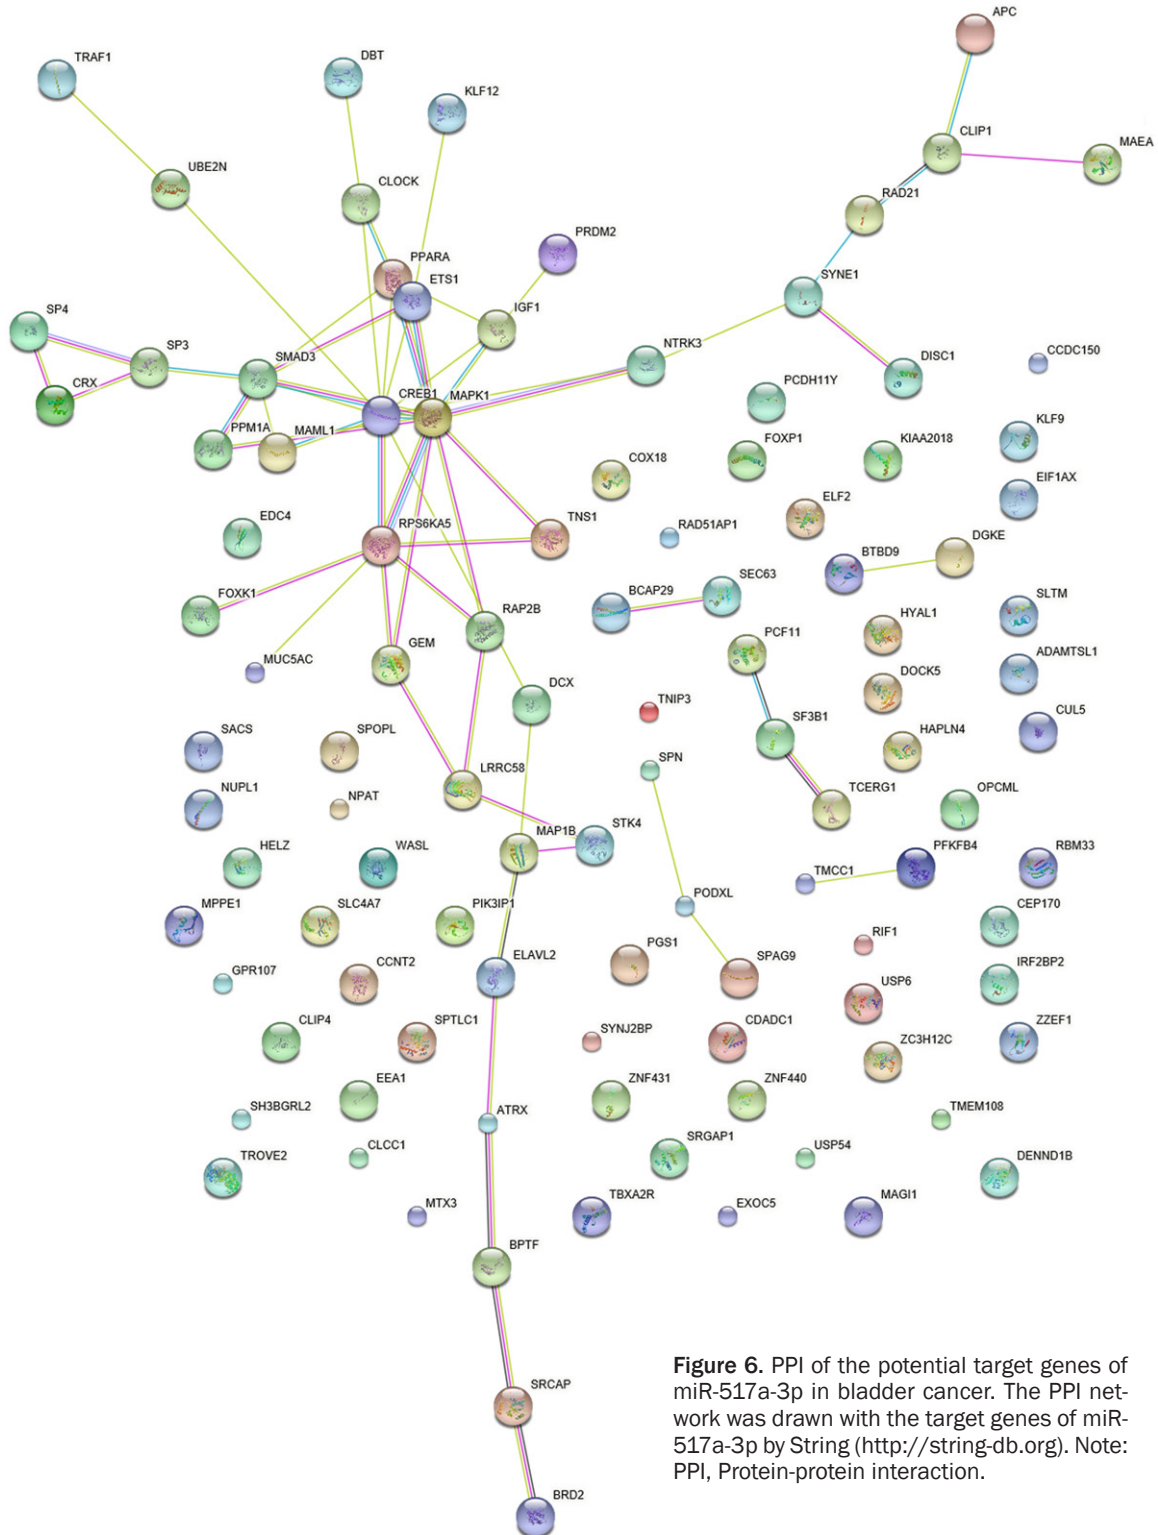 APC
TRAF1
DBT
KLF12
CLIP1
MAEA
UBE2N
CLOCK
RAD21
PRDM2
PPARA
ETS1
SYNE1
SP4
IGF1
SP3
SMAD3
NTRK3
CCDC150
CRX
DISC1
CREB1
MAPK1
PCDH11Y
PPM1A
MAML1
KLF9
FOXP1
KIAA2018
COX18
EIF1AX
ELF2
EDC4
RPS6KA5
TNS1
RAD51AP1
DGKE
BTBD9
SEC63
FOXK1
BCAP29
SLTM
RAP2B
HYAL1
PCF11
GEM
MUC5AC
ADAMTSL1
DOCK5
DCX
TNIP3
CUL5
SACS
SPOPL
SF3B1
HAPLN4
SPN
LRRC58
NUPL1
NPAT
TCERG1
OPCML
MAP1B
STK4
HELZ
WASL
PFKFB4
RBM33
TMCC1
PODXL
MPPE1
SLC4A7
PIK3IP1
CEP170
RIF1
ELAVL2
PGS1
SPAG9
GPR107
CCNT2
IRF2BP2
USP6
CLIP4
SPTLC1
SYNJ2BP
CDADC1
ZZEF1
ZC3H12C
EEA1
ZNF431
ZNF440
SH3BGRL2
ATRX
TMEM108
TROVE2
CLCC1
SRGAP1
USP54
DENND1B
MTX3
TBXA2R
EXOC5
MAGI1
BPTF
SRCAP
BRD2
Figure 6. PPI of the potential target genes of
miR-517a-3p in bladder cancer. The PPI net-
work was drawn with the target genes of miR-
517a-3p by String (http://string-db.org). Note:
PPI, Protein-protein interaction.